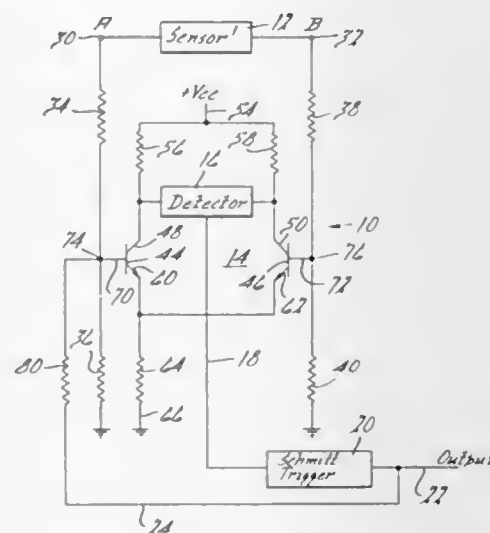 A 12 B
30 Sensor' 32
+Vcc
54
34 38
56 58
16
Detector
48 50 10
74 44 14 76
60 46
70 62 72
80 36 64 40
18
66
20
Schmitt Output
Trigger
22
24